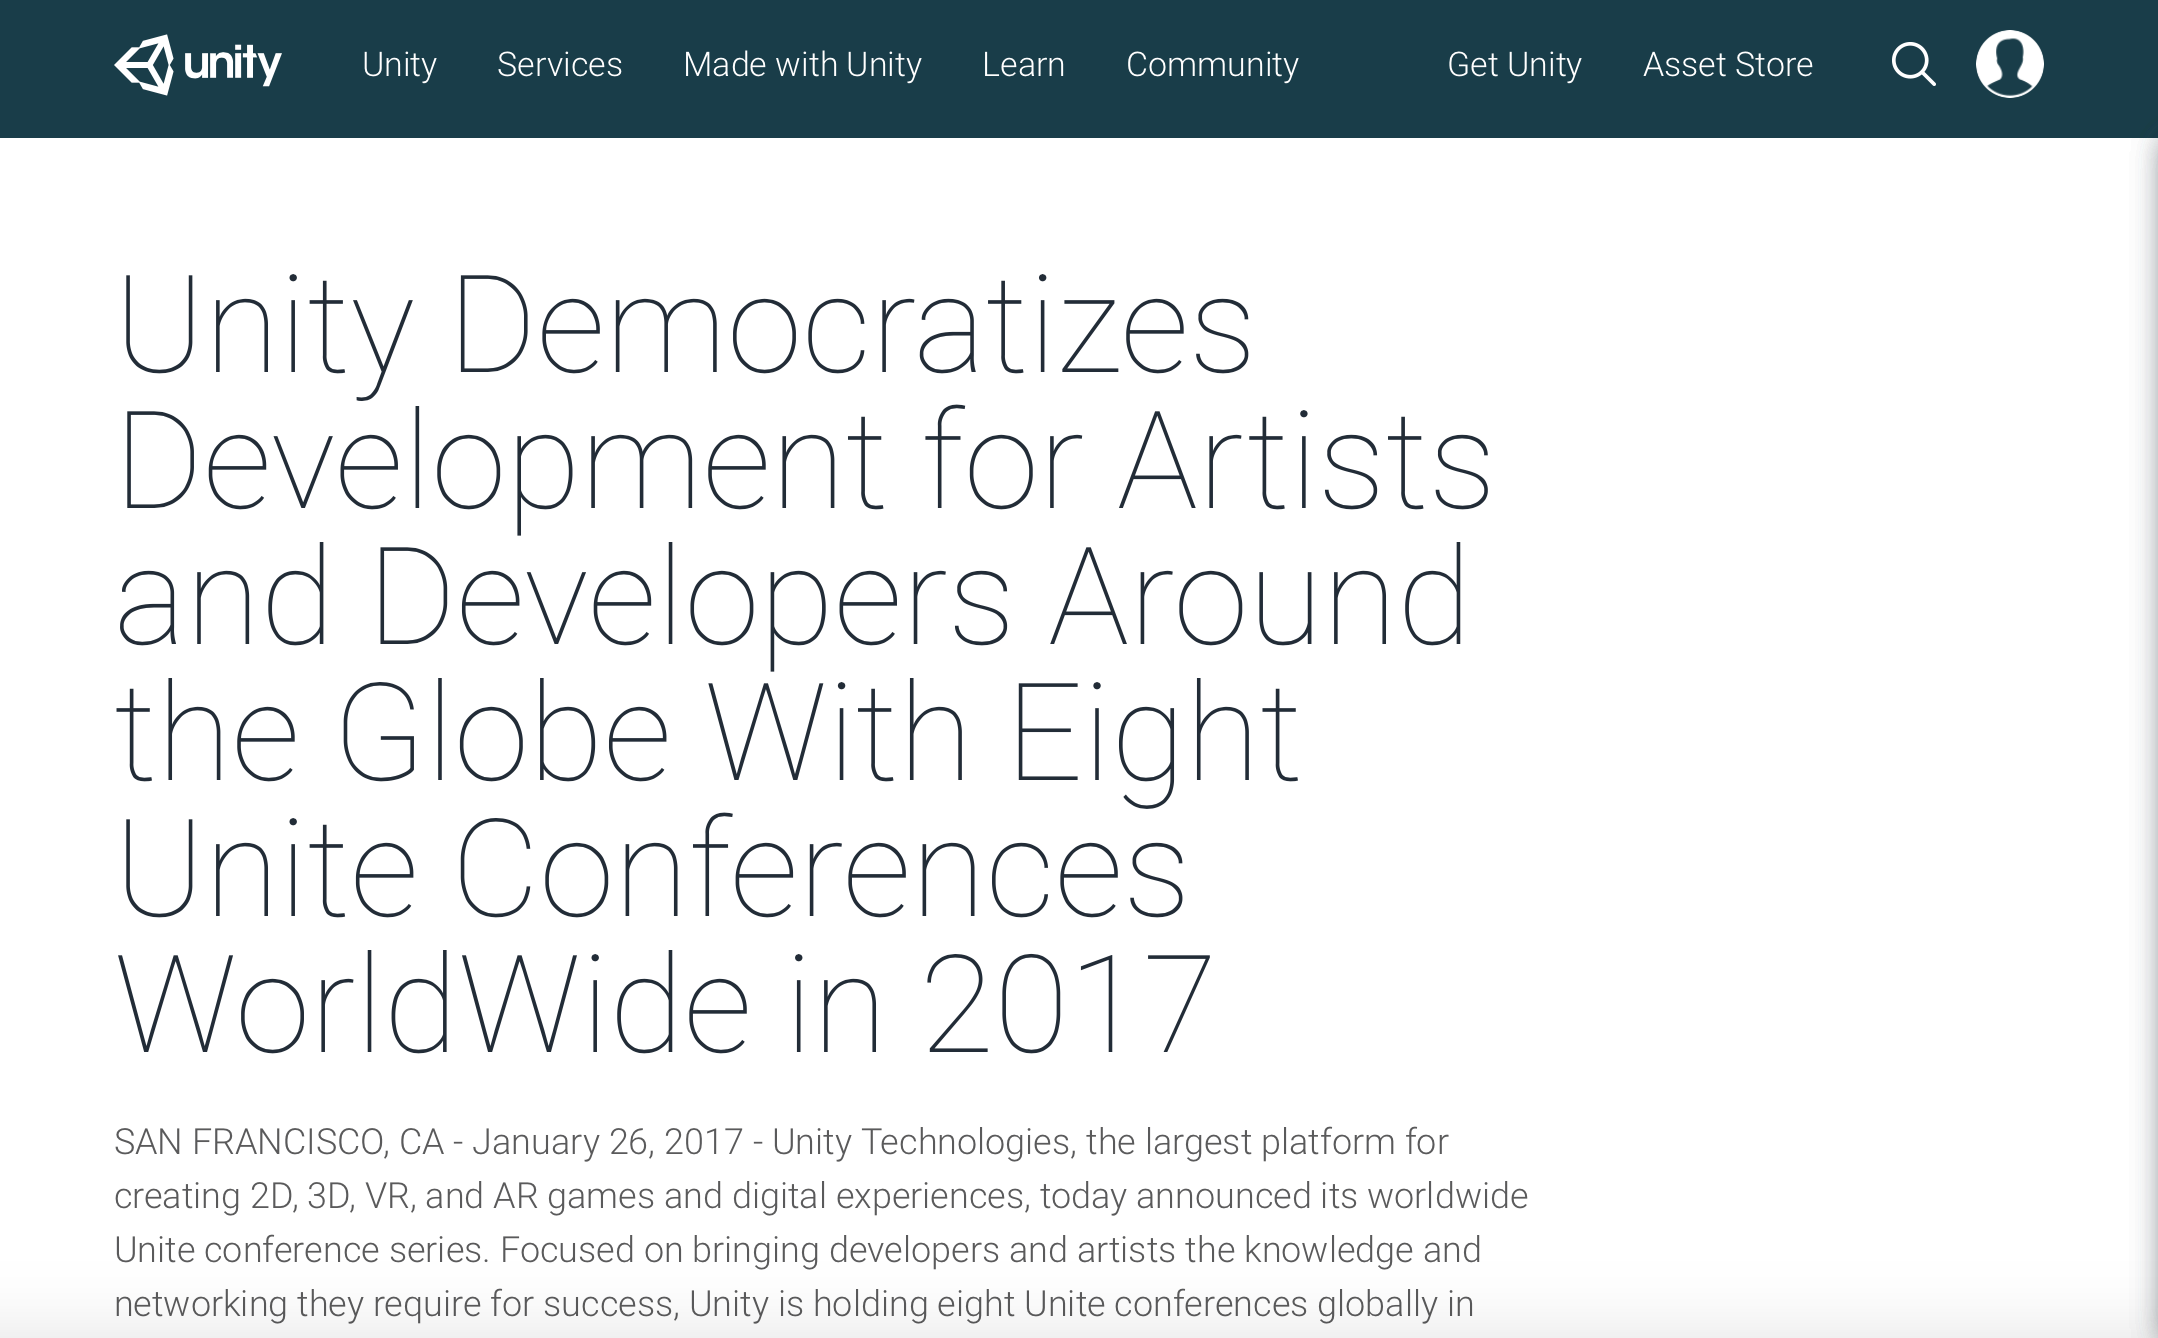 unity
Unity Services Made with Unity Learn Community Get Unity Asset Store
Unity Democratizes
Development for Artists
and Developers Around
the Globe With Eight
Unite Conferences
WorldWide in 2017
SAN FRANCISCO, CA - January 26, 2017 - Unity Technologies, the largest platform for
creating 2D, 3D, VR, and AR games and digital experiences, today announced its worldwide
Unite conference series. Focused on bringing developers and artists the knowledge and
networking they require for success, Unity is holding eight Unite conferences globally in